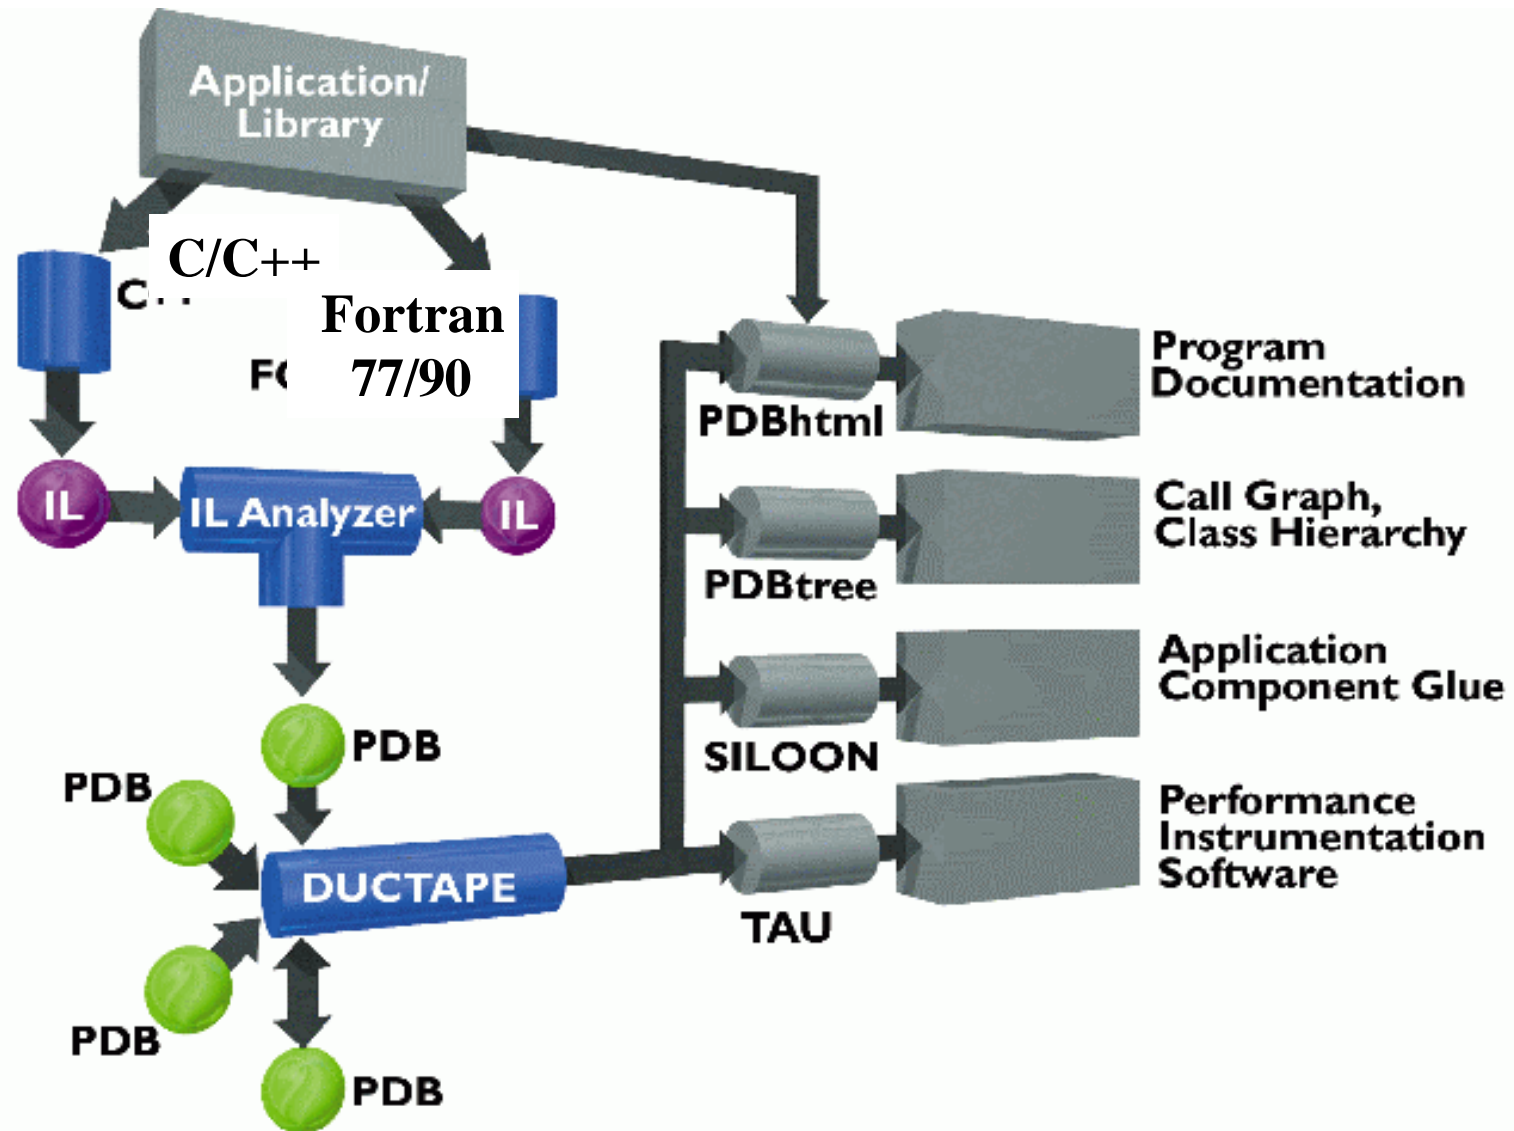 Application/
Library
C/C++
Fortran
77/90
IL
IL Analyzer
IL
PDB
PDB
DUCTAPE
PDB
PDB
PDBhtml
Program
Documentation
PDBtree
Call Graph,
Class Hierarchy
SILOON
Application
Component Glue
TAU
Performance
Instrumentation
Software